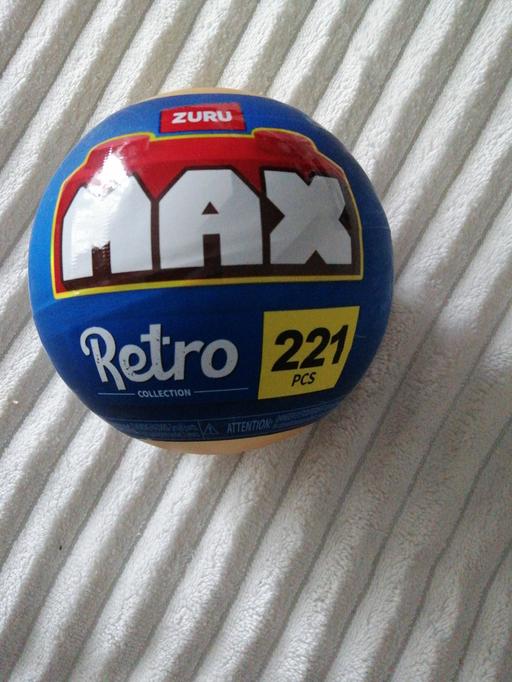 ZURU
MAX
Retro
COLLECTION
221
PCS
ATTENTION: